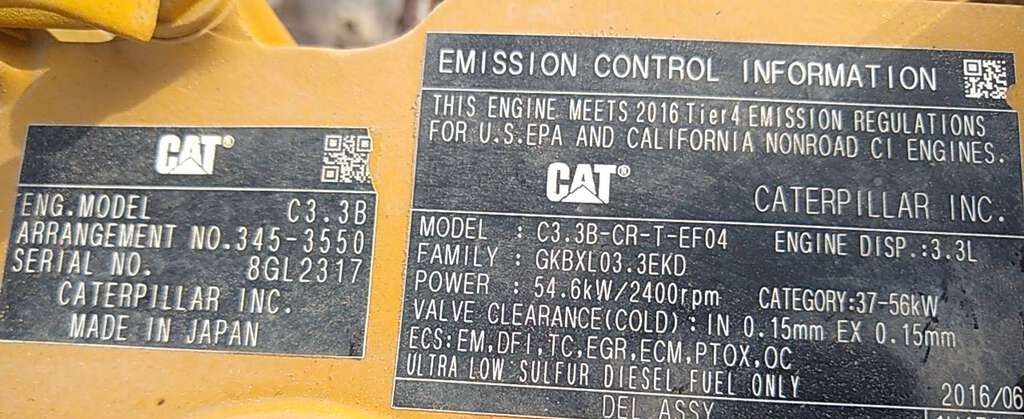 CAT®
ENG.MODEL C3.3B
ARRANGEMENT NO.345-3550
SERIAL NO. 8GL2317
CATERPILLAR INC.
MADE IN JAPAN
EMISSION CONTROL INFORMATION
THIS ENGINE MEETS 2016 Tier4 EMISSION REGULATIONS
FOR U.S.EPA AND CALIFORNIA NONROAD CI ENGINES.
CAT® CATERPILLAR INC.
MODEL : C3.3B-CR-T-EF04 ENGINE DISP.:3.3L
FAMILY : GKBXL03.3EKD
POWER : 54.6kW/2400rpm CATEGORY:37-56kW
VALVE CLEARANCE(COLD) : IN 0.15mm EX 0.15mm
ECS:EM,DFI,TC,EGR,ECM,PTOX,OC
ULTRA LOW SULFUR DIESEL FUEL ONLY 2016/06
DEL ASSY